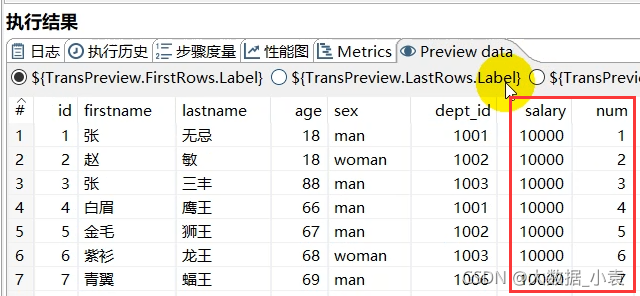 执行结果
日志 执行历史 步骤度量 性能图 Metrics Preview data
${TransPreview.FirstRows.Label} ${TransPreview.LastRows.Label} ${TransPreview
# id firstname lastname age sex dept_id salary num
1 1 张 无忌 18 man 1001 10000 1
2 2 赵 敏 18 woman 1002 10000 2
3 3 张 三丰 88 man 1003 10000 3
4 4 白眉 鹰王 66 man 1001 10000 4
5 5 金毛 狮王 67 man 1002 10000 5
6 6 紫衫 龙王 68 woman 1003 10000 6
7 7 青翼 蝠王 69 man 1006 10000 7
CSDN @大数据_小袁